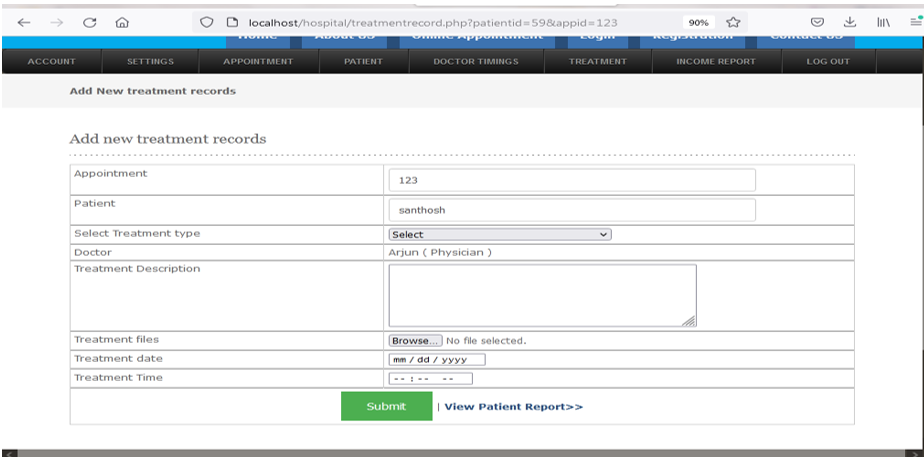 localhost/hospital/treatmentrecord.php?patientid=59&appid=123 90%
Home About Us Online Appointment Login Registration Contact Us
ACCOUNT SETTINGS APPOINTMENT PATIENT DOCTOR TIMINGS TREATMENT INCOME REPORT LOG OUT
Add New treatment records
Add new treatment records
Appointment 123
Patient santhosh
Select Treatment type Select
Doctor Arjun ( Physician )
Treatment Description
Treatment files Browse... No file selected.
Treatment date mm / dd / yyyy
Treatment Time -- : -- --
Submit | View Patient Report>>